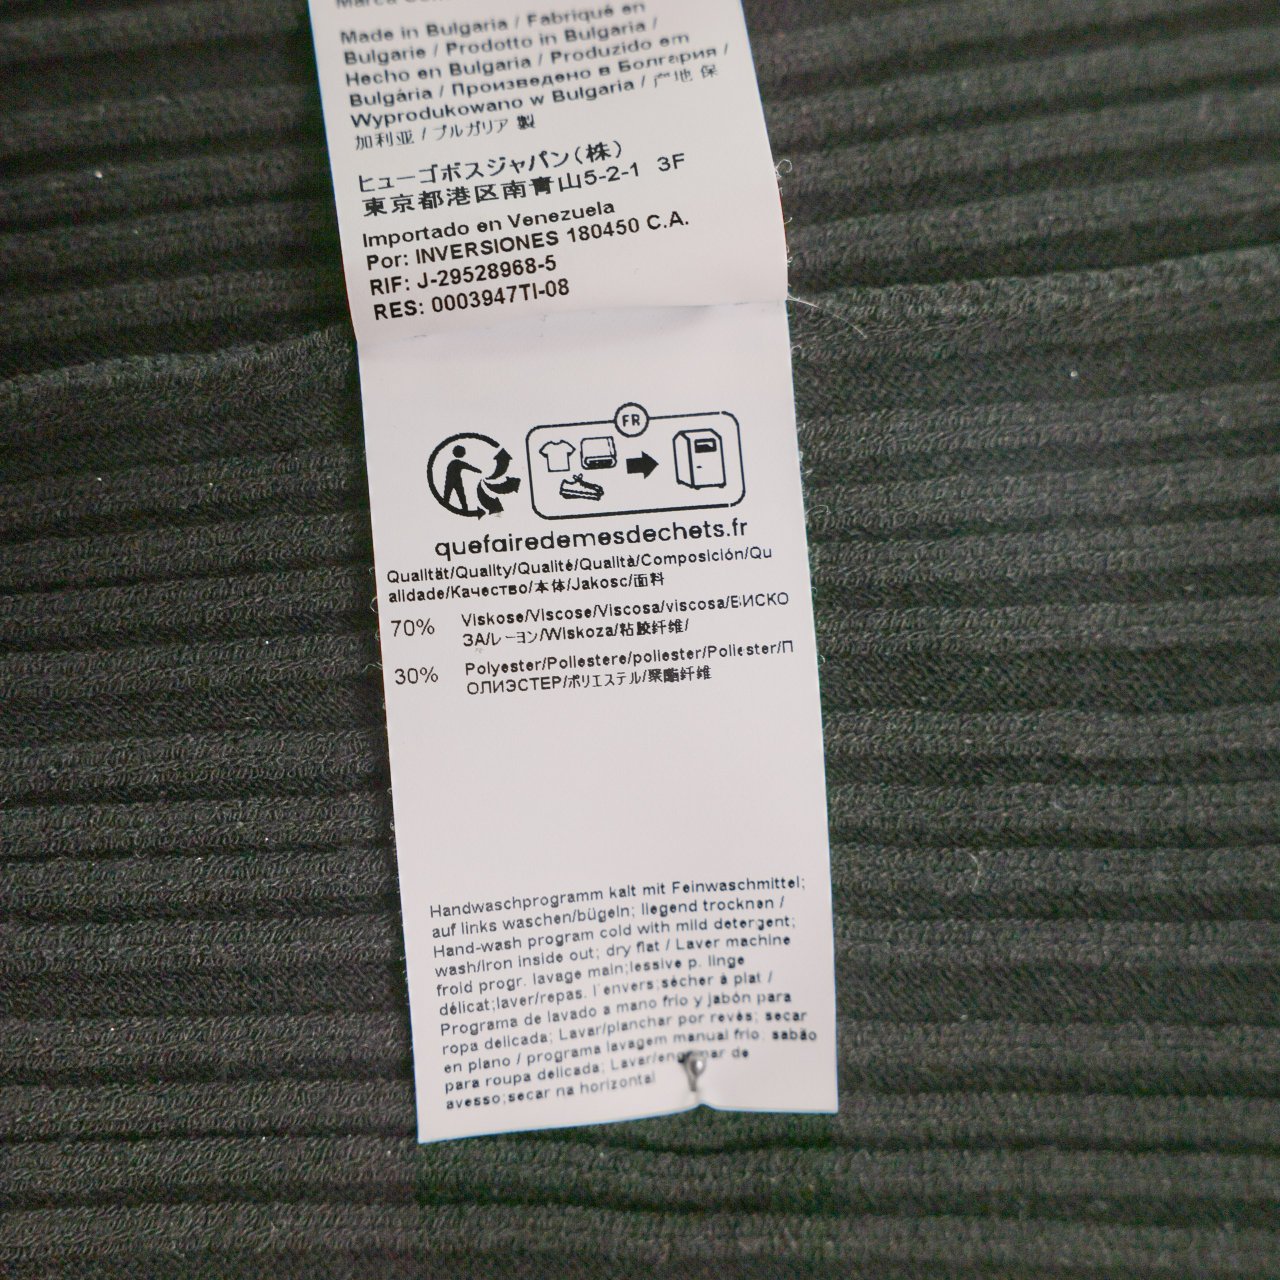 Marca
Made in Bulgaria / Fabriqué en
Bulgarie / Prodotto in Bulgaria /
Hecho en Bulgaria / Produzido em
Bulgária / Произведено в Болгария /
Wyprodukowano w Bulgaria / 产地 保
加利亚 / ブルガリア 製
ヒューゴボスジャパン(株)
東京都港区南青山5-2-1 3F
Importado en Venezuela
Por: INVERSIONES 180450 C.A.
RIF: J-29528968-5
RES: 0003947TI-08
FR
quefairedemesdechets.fr
Qualität/Quality/Qualité/Qualità/Composición/Qu
alidade/Качество/本体/Jakosc/面料
70% Viskose/Viscose/Viscosa/viscosa/ВИСКО
ЗА/レーヨン/Wiskoza/粘胶纤维/
30% Polyester/Poliestere/poliester/Poliester/П
ОЛИЭСТЕР/ポリエステル/聚酯纤维
Handwaschprogramm kalt mit Feinwaschmittel;
auf links waschen/bügeln; liegend trocknen /
Hand-wash program cold with mild detergent;
wash/iron inside out; dry flat / Laver machine
froid progr. lavage main;lessive p. linge
délicat;laver/repas. l'envers;sécher à plat /
Programa de lavado a mano frío y jabón para
ropa delicada; Lavar/planchar por revés; secar
en plano / programa lavagem manual frio; sabão
para roupa delicada; de
avesso;secar na horizontal